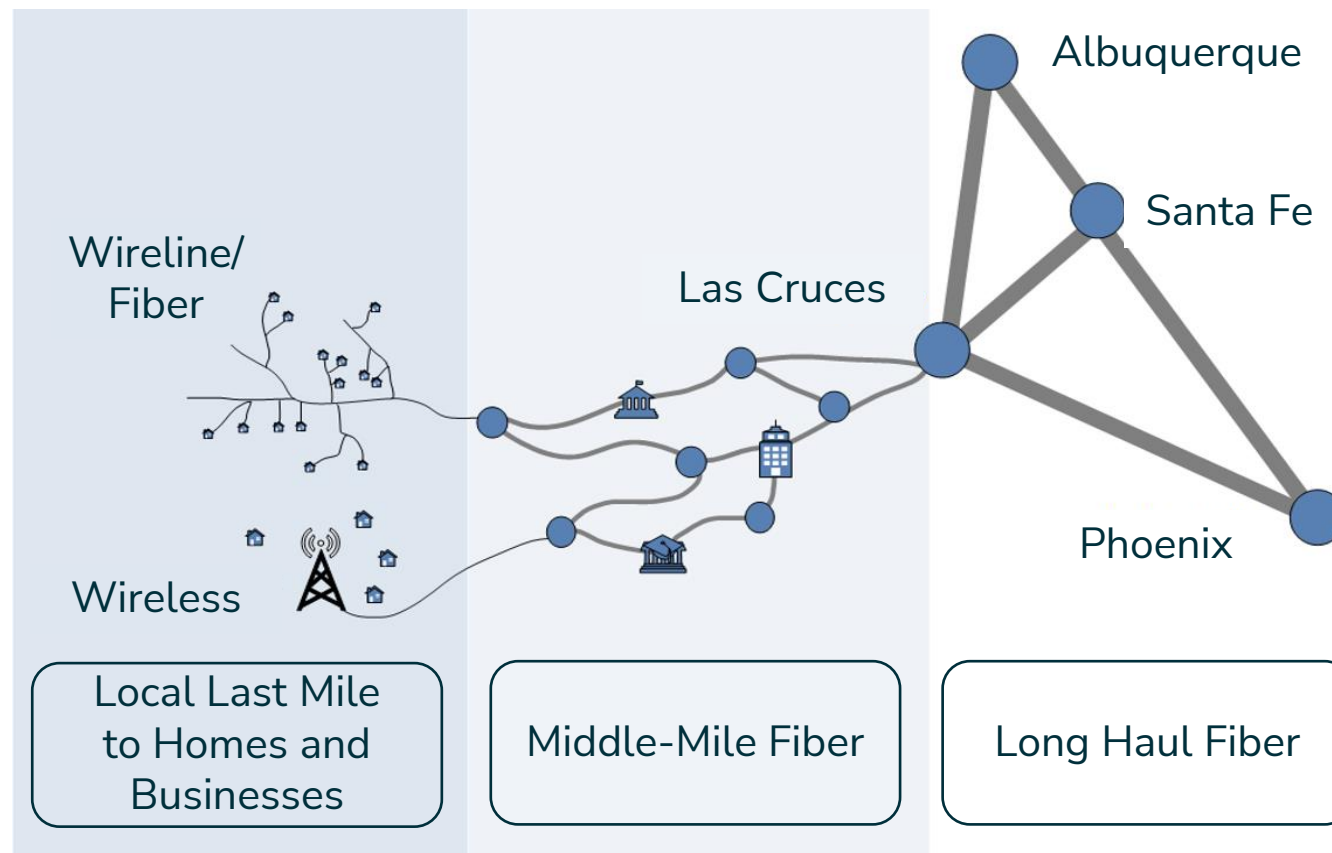 Albuquerque
Santa Fe
Wireline/
Fiber
Las Cruces
Phoenix
Wireless
Local Last Mile
to Homes and
Businesses
Middle-Mile Fiber
Long Haul Fiber